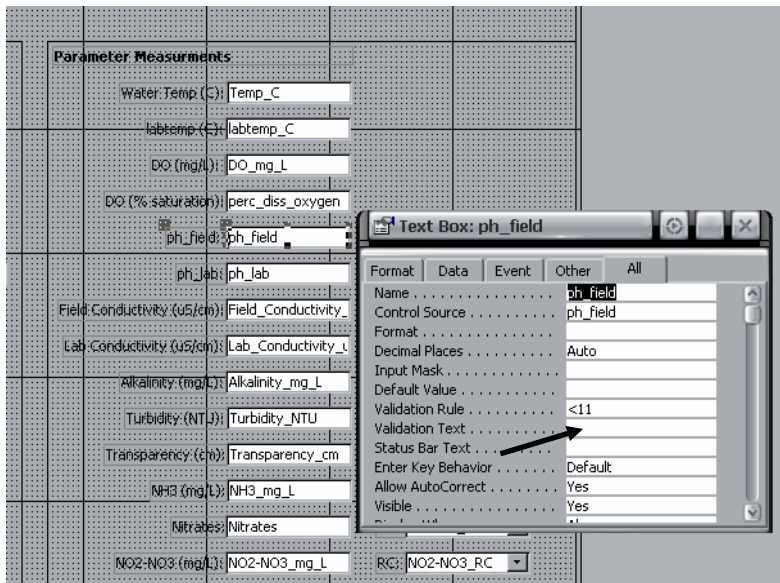 Parameter Measurments
Water Temp (C): Temp_C
labtemp (C): labtemp_C
DO (mg/L): DO_mg_L
DO (% saturation): perc_diss_oxygen
ph_field: ph_field
ph_lab: ph_lab
Field Conductivity (uS/cm): Field_Conductivity_
Lab Conductivity (uS/cm): Lab_Conductivity_u
Alkalinity (mg/L): Alkalinity_mg_L
Turbidity (NTU): Turbidity_NTU
Transparency (cm): Transparency_cm
NH3 (mg/L): NH3_mg_L
Nitrates: Nitrates
NO2-NO3 (mg/L): NO2-NO3_mg_L RC: NO2-NO3_RC
Text Box: ph_field
Format Data Event Other All
Name . . . . . . . . . . . . . . . . . ph_field
Control Source . . . . . . . . . ph_field
Format . . . . . . . . . . . . . . . .
Decimal Places . . . . . . . . . . Auto
Input Mask . . . . . . . . . . . . .
Default Value . . . . . . . . . . .
Validation Rule . . . . . . . . . . <11
Validation Text . . . . . . . . . .
Status Bar Text . . . . . . . . .
Enter Key Behavior . . . . . . . Default
Allow AutoCorrect . . . . . . . . Yes
Visible . . . . . . . . . . . . . . . . Yes